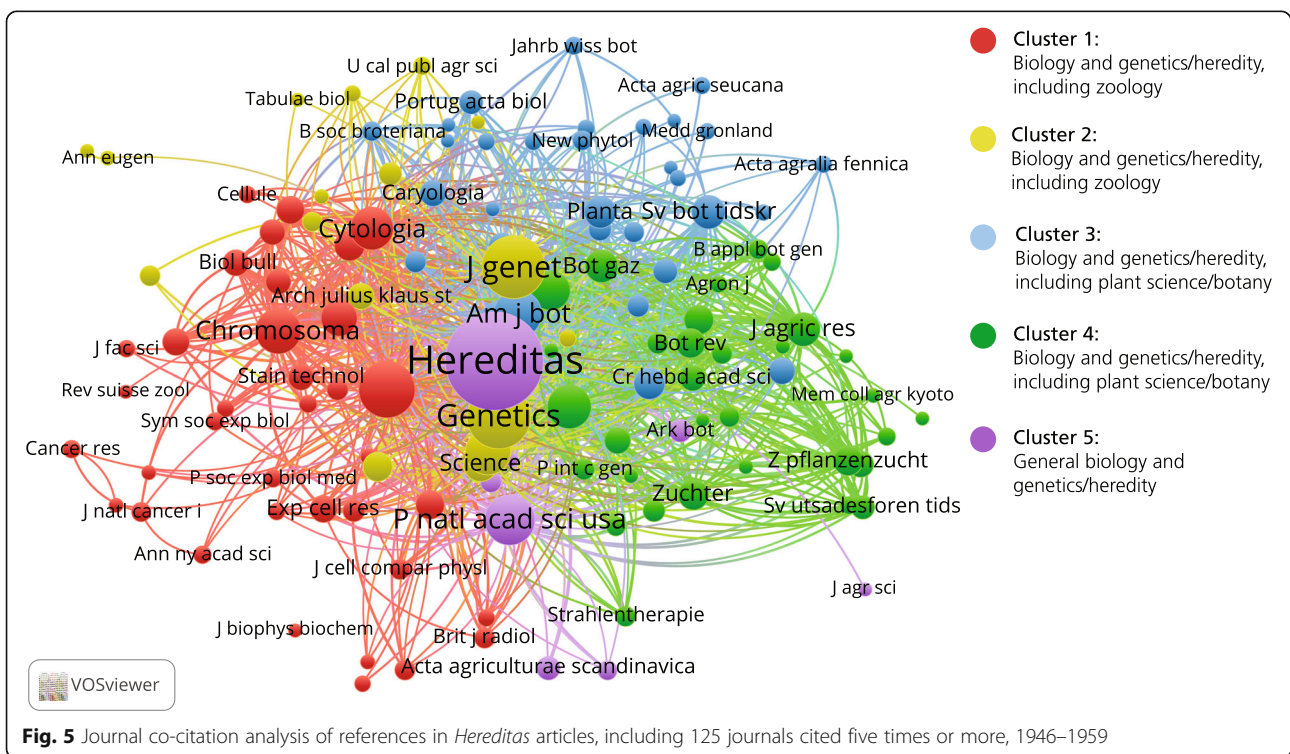 Jahrb wiss bot
U cal publ agr sci
Acta agric seucana
Tabulae biol
Portug acta biol
B soc broteriana
New phytol
Medd gronland
Ann eugen
Acta agralia fennica
Cellule
Caryologia
Planta
Sv bot tidskr
Cytologia
B appl bot gen
Biol bull
J genet
Bot gaz
Agron j
Arch julius klaus st
Am j bot
Chromosoma
J agric res
J fac sci
Bot rev
Hereditas
Stain technol
Cr hebd acad sci
Rev suisse zool
Mem coll agr kyoto
Sym soc exp biol
Genetics
Ark bot
Cancer res
Science
P int c gen
Z pflanzenzucht
P soc exp biol med
Zuchter
J natl cancer i
Exp cell res
P natl acad sci usa
Sv utsadesforen tids
Ann ny acad sci
J cell compar physl
J agr sci
Strahlentherapie
J biophys biochem
Brit j radiol
Acta agriculturae scandinavica
VOSviewer
Cluster 1:
Biology and genetics/heredity,
including zoology
Cluster 2:
Biology and genetics/heredity,
including zoology
Cluster 3:
Biology and genetics/heredity,
including plant science/botany
Cluster 4:
Biology and genetics/heredity,
including plant science/botany
Cluster 5:
General biology and
genetics/heredity
Fig. 5 Journal co-citation analysis of references in Hereditas articles, including 125 journals cited five times or more, 1946–1959